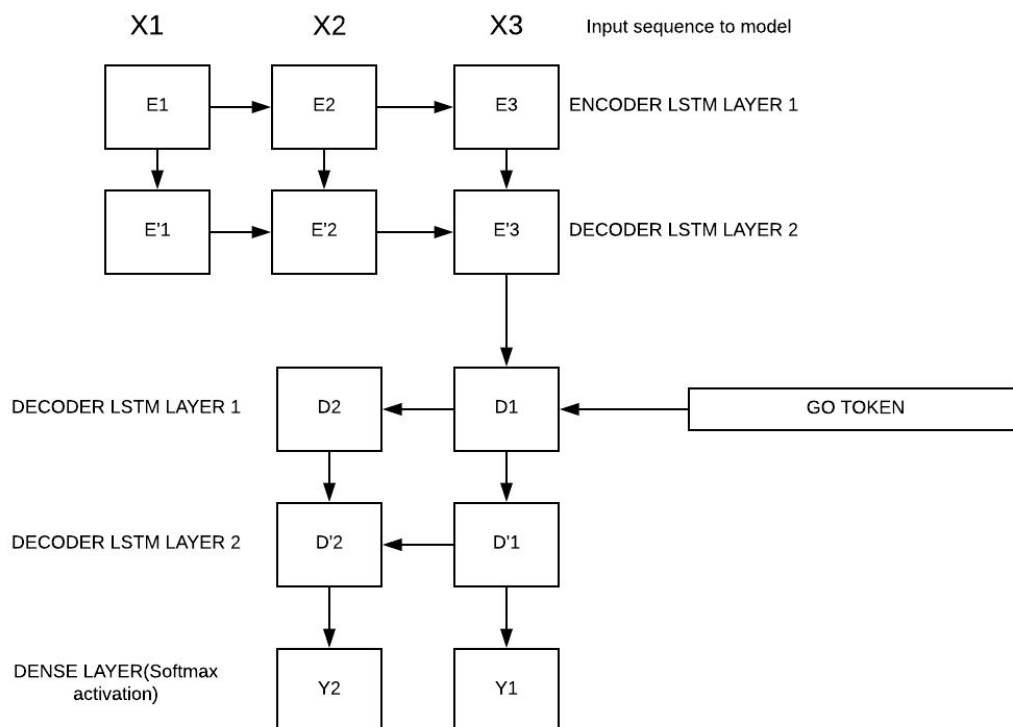 X1 X2 X3 Input sequence to model
E1 E2 E3 ENCODER LSTM LAYER 1
E'1 E'2 E'3 DECODER LSTM LAYER 2
DECODER LSTM LAYER 1 D2 D1 GO TOKEN
DECODER LSTM LAYER 2 D'2 D'1
DENSE LAYER(Softmax
activation) Y2 Y1